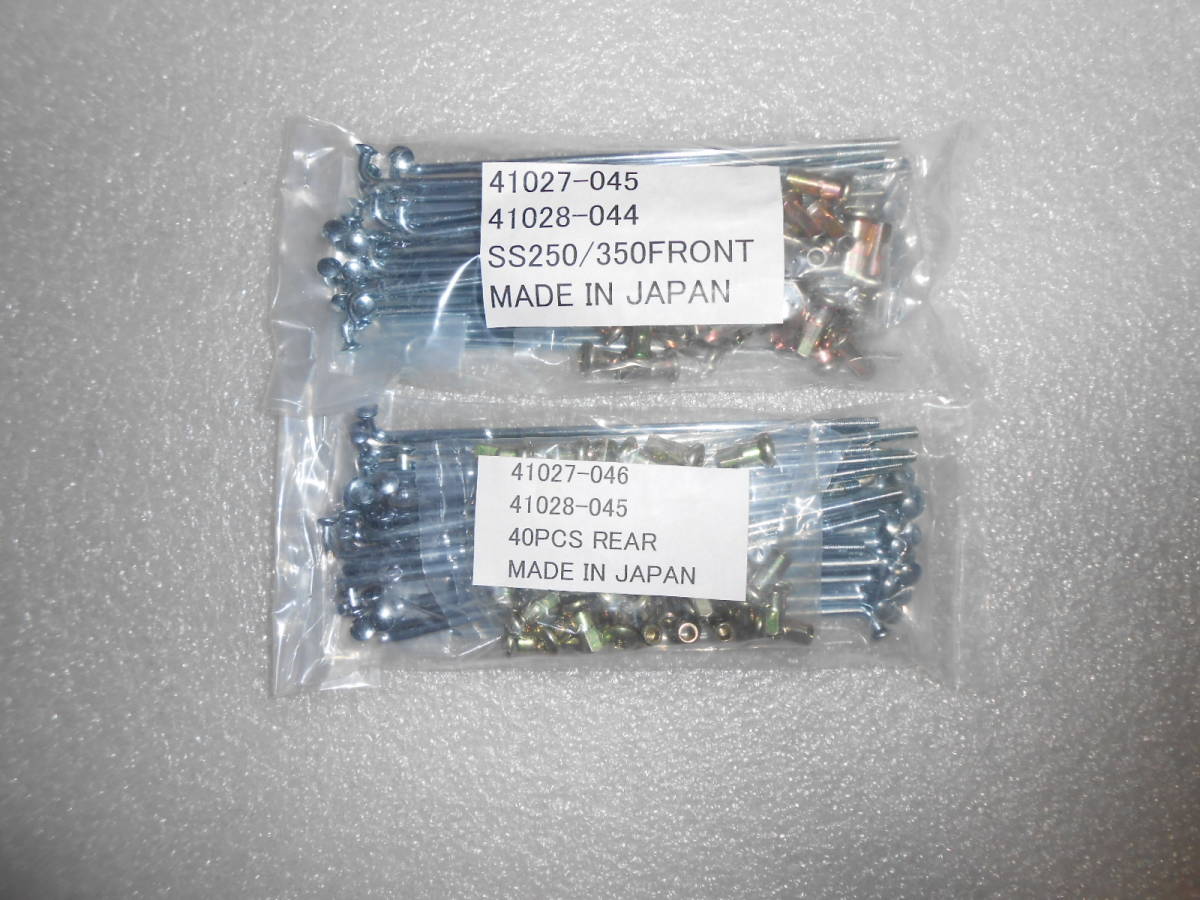 41027-045
41028-044
SS250/350FRONT
MADE IN JAPAN
41027-046
41028-045
40PCS REAR
MADE IN JAPAN